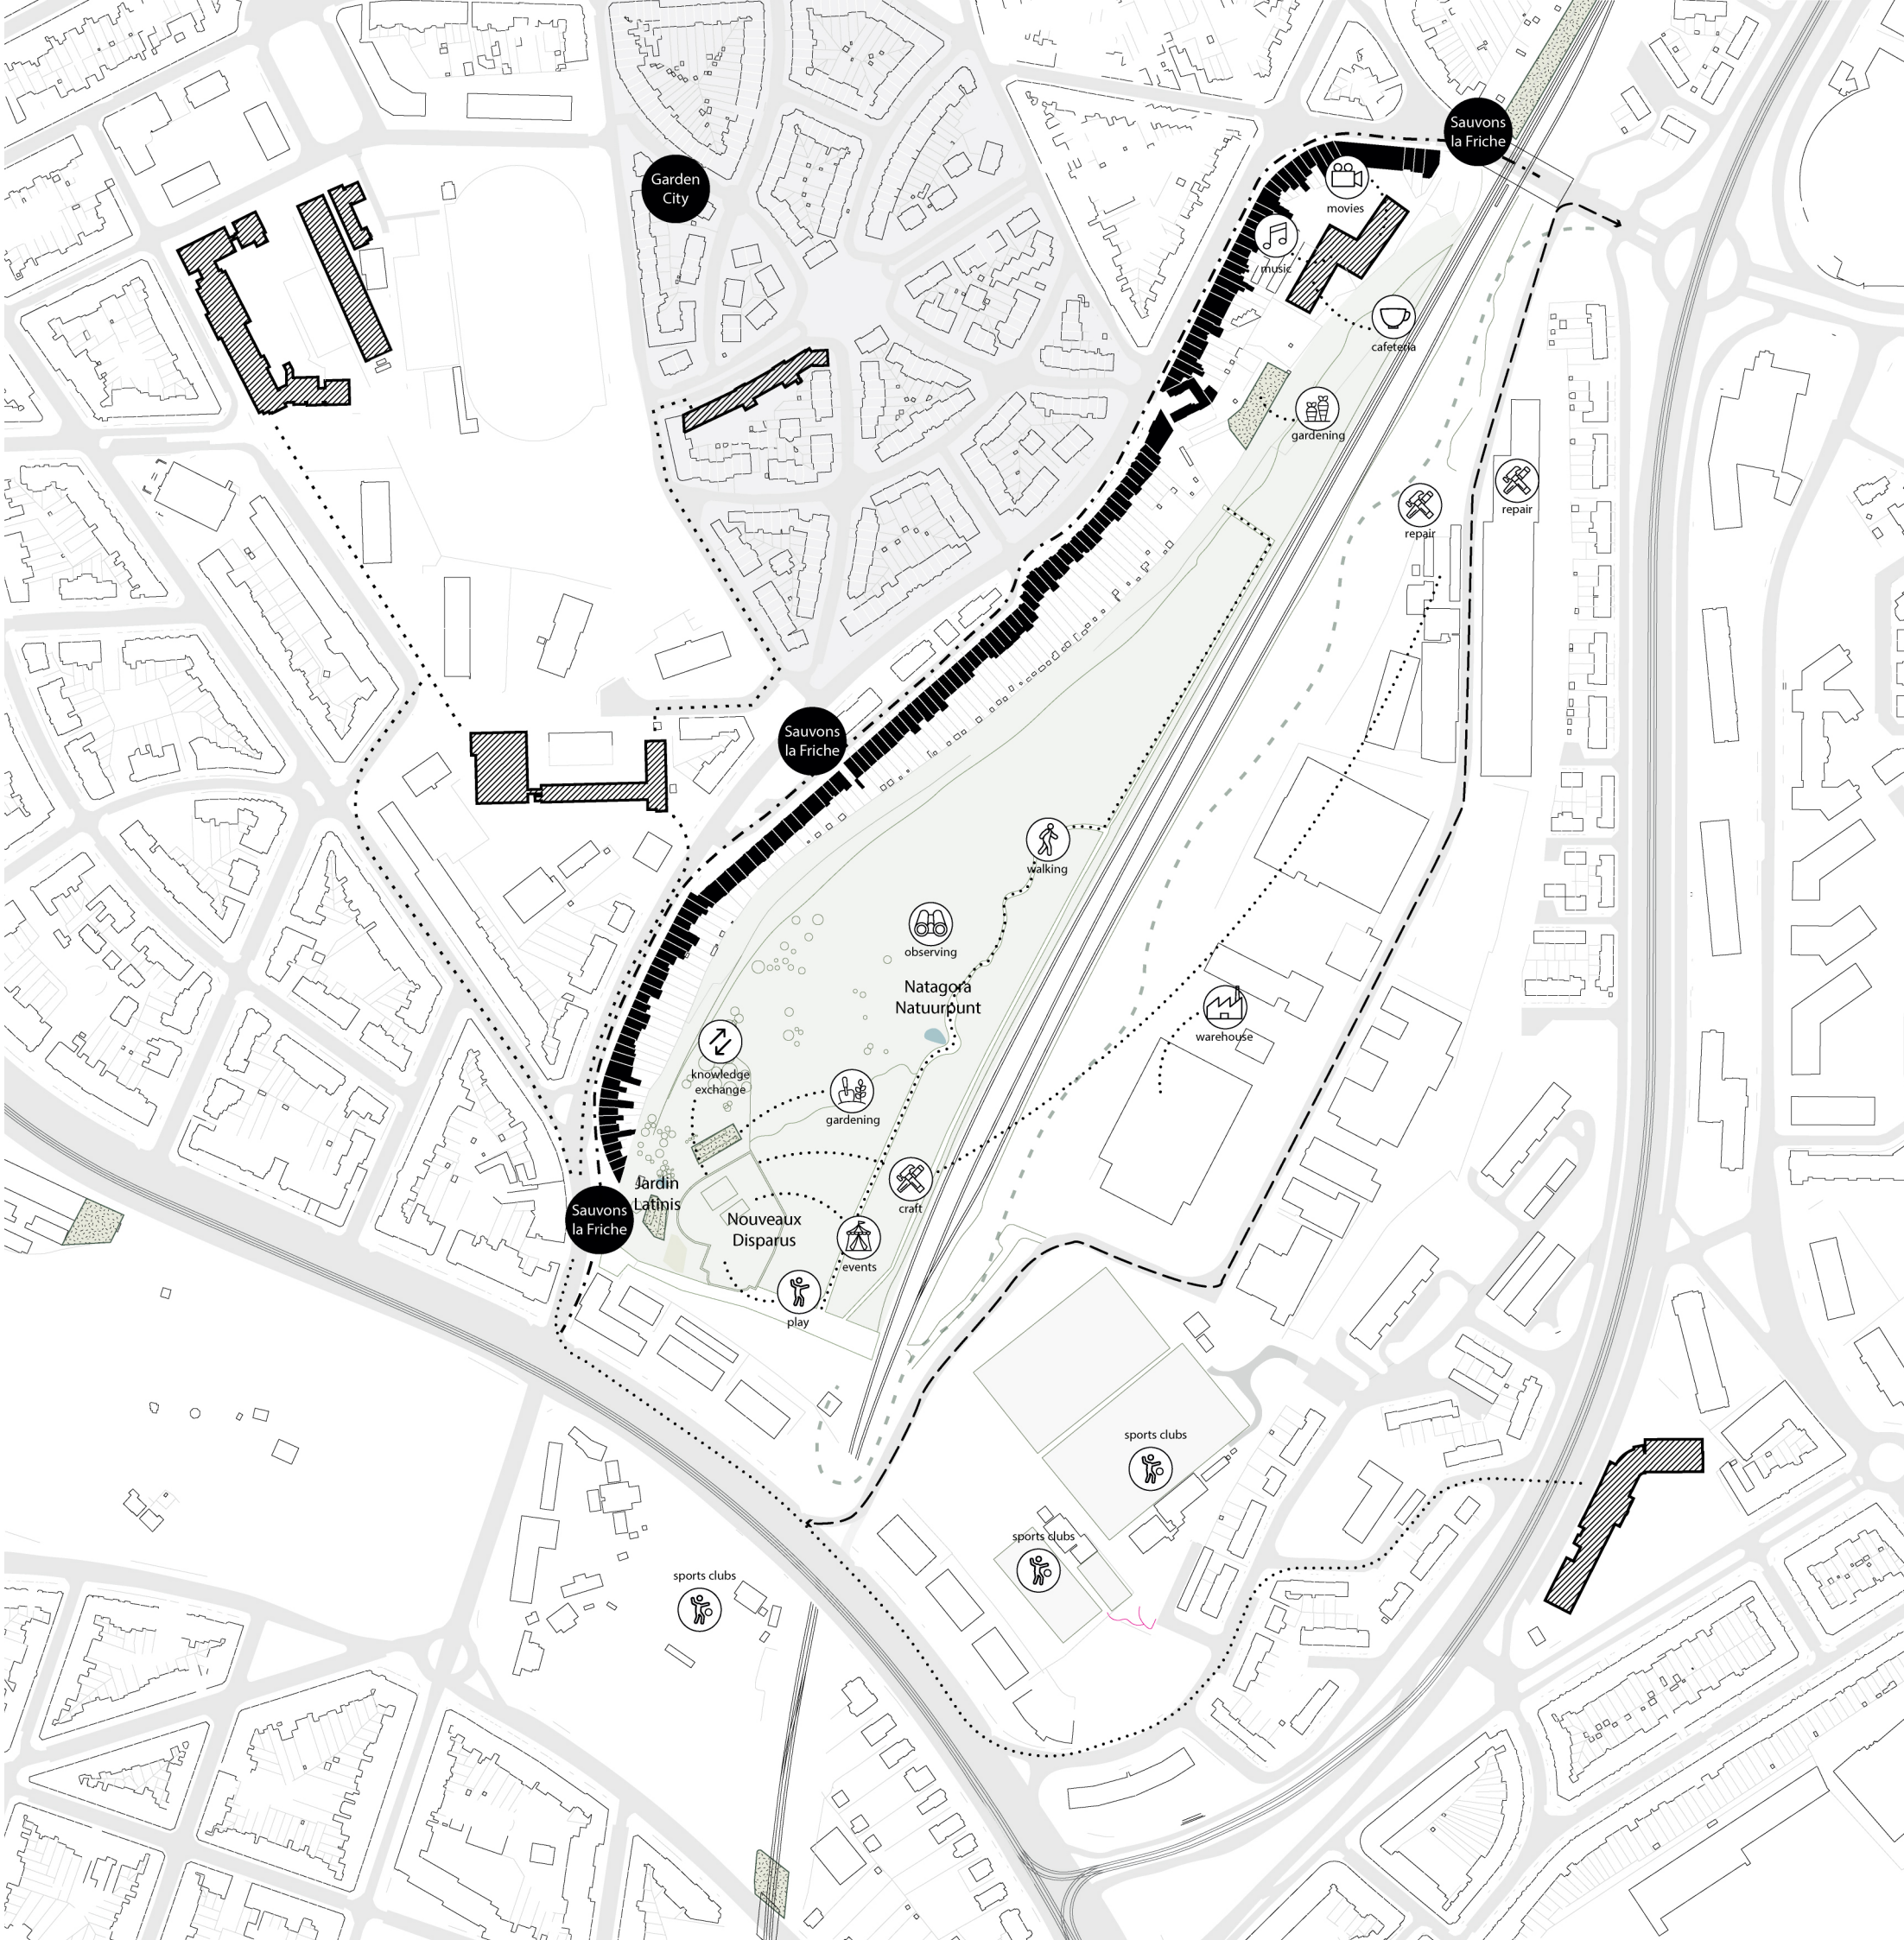 Sauvons
la Friche
Garden
City
movies
music
cafeteria
gardening
repair
repair
Sauvons
la Friche
walking
observing
Natagora
Natuurpunt
warehouse
knowledge
exchange
gardening
Jardin
Latinis
craft
Sauvons
la Friche
Nouveaux
Disparus
events
play
sports clubs
sports clubs
sports clubs